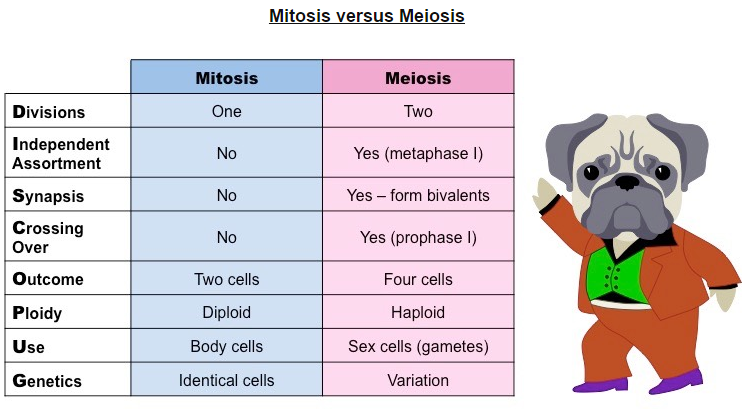 Mitosis versus Meiosis
Mitosis Meiosis
Divisions One Two
Independent
Assortment No Yes (metaphase I)
Synapsis No Yes – form bivalents
Crossing
Over No Yes (prophase I)
Outcome Two cells Four cells
Ploidy Diploid Haploid
Use Body cells Sex cells (gametes)
Genetics Identical cells Variation